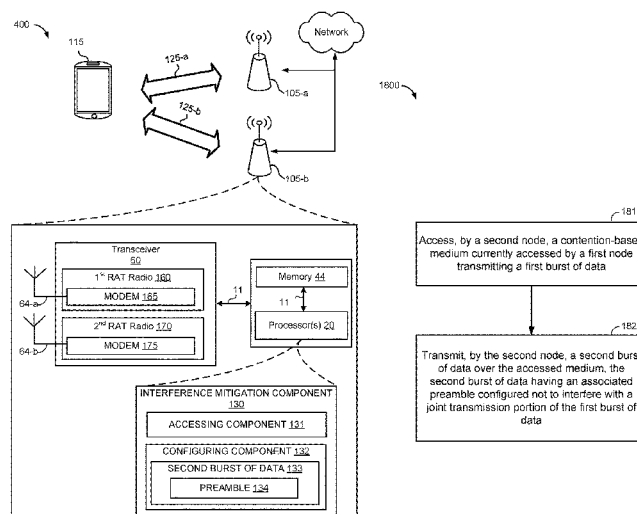 400
115
125-a
125-b
105-a
105-b
Network
1800
Transceiver
60
1st RAT Radio 160
MODEM 165
2nd RAT Radio 170
MODEM 175
64-a
64-b
11
Memory 44
11
Processor(s) 20
INTERFERENCE MITIGATION COMPONENT
130
ACCESSING COMPONENT 131
CONFIGURING COMPONENT 132
SECOND BURST OF DATA 133
PREAMBLE 134
181
Access, by a second node, a contention-base
medium currently accessed by a first node
transmitting a first burst of data
182
Transmit, by the second node, a second burs
of data over the accessed medium, the
second burst of data having an associated
preamble configured not to interfere with a
joint transmission portion of the first burst of
data